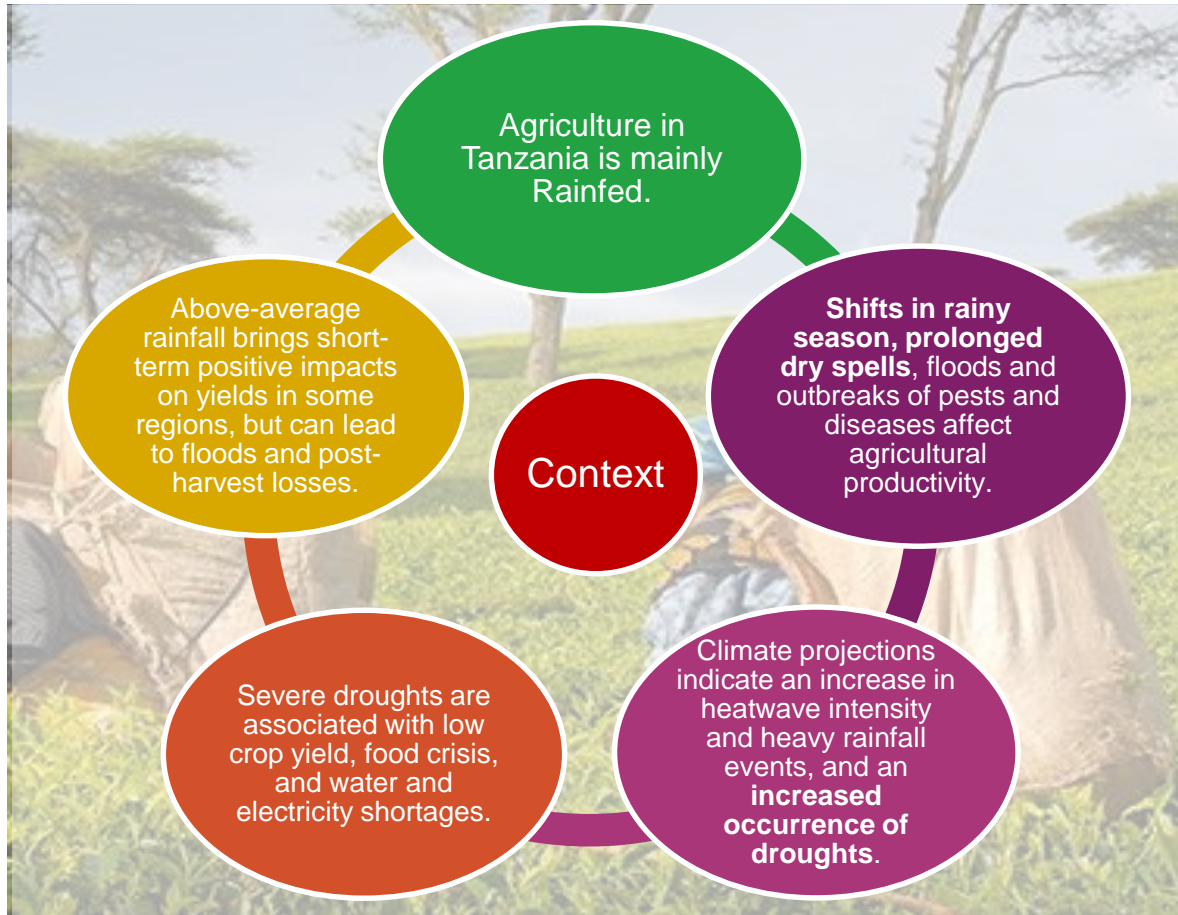 Agriculture in
Tanzania is mainly
Rainfed.
Shifts in rainy
season, prolonged
dry spells, floods and
outbreaks of pests and
diseases affect
agricultural
productivity.
Climate projections
indicate an increase in
heatwave intensity
and heavy rainfall
events, and an
increased
occurrence of
droughts.
Severe droughts are
associated with low
crop yield, food crisis,
and water and
electricity shortages.
Above-average
rainfall brings short-
term positive impacts
on yields in some
regions, but can lead
to floods and post-
harvest losses.
Context